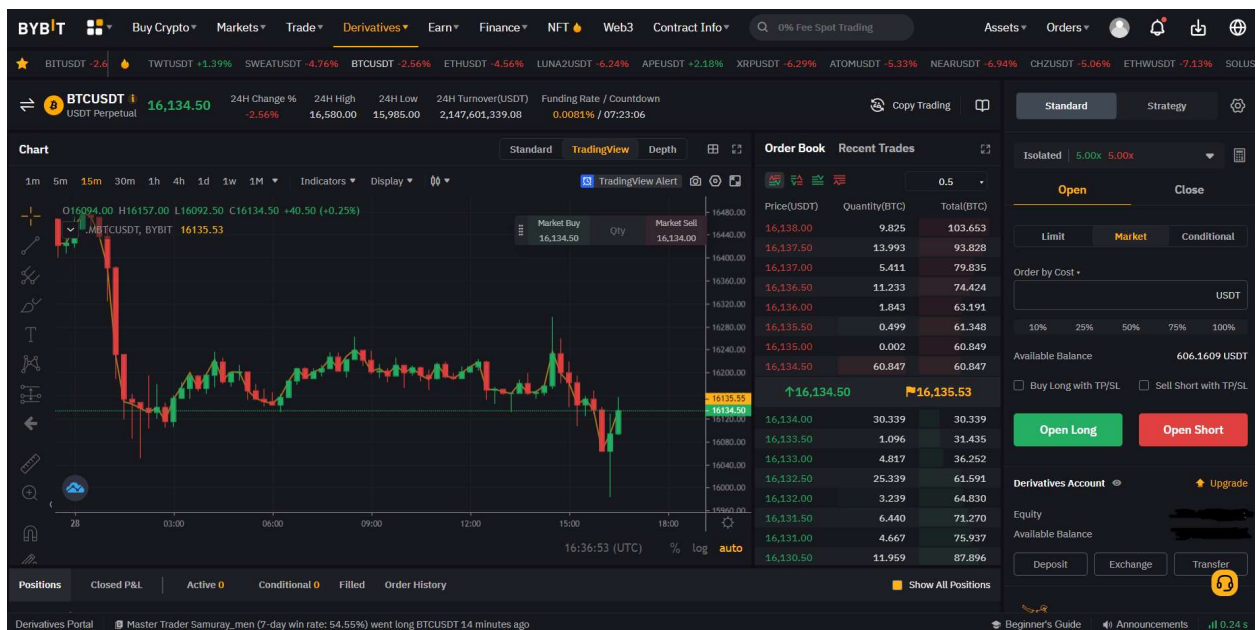 BYBIT Buy Crypto Markets Trade Derivatives Earn Finance NFT Web3 Contract Info 0% Fee Spot Trading Assets Orders
BITUSDT -2.6 TWTUSDT +1.39% SWEATUSDT -4.76% BTCUSDT -2.56% ETHUSDT -4.56% LUNA2USDT -6.24% APEUSDT +2.18% XRPUSDT -6.29% ATOMUSDT -5.33% NEARUSDT -6.94% CHZUSDT -5.06% ETHWUSDT -7.13% SOLUS
BTCUSDT
USDT Perpetual
16,134.50
24H Change % 24H High 24H Low 24H Turnover(USDT) Funding Rate / Countdown
-2.56% 16,580.00 15,985.00 2,147,601,339.08 0.0081% / 07:23:06
Copy Trading
Chart Standard TradingView Depth
1m 5m 15m 30m 1h 4h 1d 1w 1M Indicators Display TradingView Alert
O16094.00 H16157.00 L16092.50 C16134.50 +40.50 (+0.25%)
.MBTCUSDT, BYBIT 16135.53
Market Buy Qty Market Sell
16,134.50 16,134.00
16480.00
16440.00
16400.00
16360.00
16320.00
16280.00
16240.00
16200.00
16135.55
16134.50
16120.00
16080.00
16040.00
16000.00
15960.00
28 03:00 06:00 09:00 12:00 15:00 18:00
16:36:53 (UTC) % log auto
Order Book Recent Trades
0.5
Price(USDT) Quantity(BTC) Total(BTC)
16,138.00 9.825 103.653
16,137.50 13.993 93.828
16,137.00 5.411 79.835
16,136.50 11.233 74.424
16,136.00 1.843 63.191
16,135.50 0.499 61.348
16,135.00 0.002 60.849
16,134.50 60.847 60.847
↑16,134.50 16,135.53
16,134.00 30.339 30.339
16,133.50 1.096 31.435
16,133.00 4.817 36.252
16,132.50 25.339 61.591
16,132.00 3.239 64.830
16,131.50 6.440 71.270
16,131.00 4.667 75.937
16,130.50 11.959 87.896
Standard Strategy
Isolated 5.00x 5.00x
Open Close
Limit Market Conditional
Order by Cost
USDT
10% 25% 50% 75% 100%
Available Balance 606.1609 USDT
Buy Long with TP/SL Sell Short with TP/SL
Open Long Open Short
Derivatives Account Upgrade
Equity
Available Balance
Deposit Exchange Transfer
Positions Closed P&L Active 0 Conditional 0 Filled Order History Show All Positions
Derivatives Portal Master Trader Samuray_men (7-day win rate: 54.55%) went long BTCUSDT 14 minutes ago Beginner's Guide Announcements 0.24 s